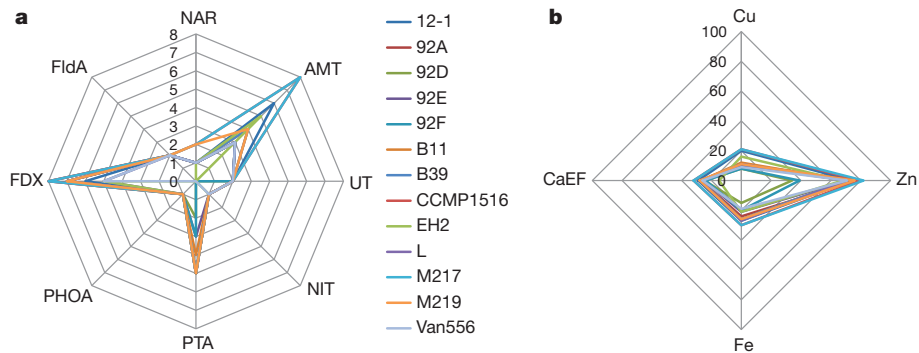 a
NAR
8
7
6
5
4
3
2
1
0
AMT
UT
NIT
PTA
PHOA
FDX
FldA
12-1
92A
92D
92E
92F
B11
B39
CCMP1516
EH2
L
M217
M219
Van556
b
Cu
100
80
60
40
20
0
Zn
Fe
CaEF